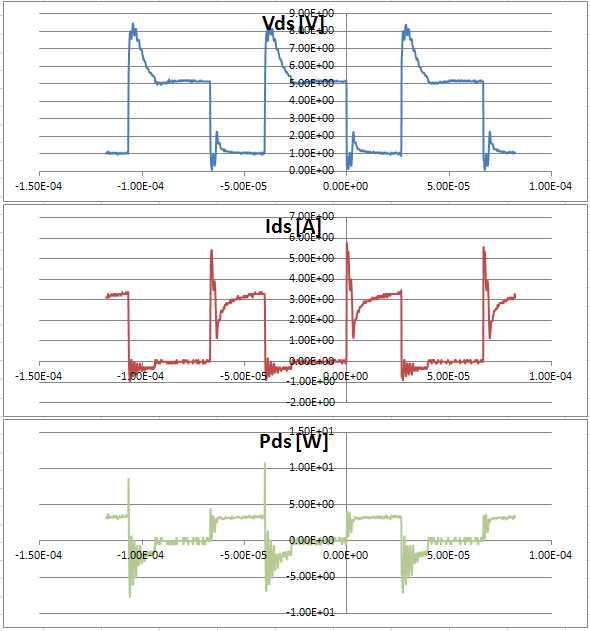 Vds [V]
9.00E+00
8.00E+00
7.00E+00
6.00E+00
5.00E+00
4.00E+00
3.00E+00
2.00E+00
1.00E+00
0.00E+00
-1.50E-04 -1.00E-04 -5.00E-05 0.00E+00 5.00E-05 1.00E-04
Ids [A]
7.00E+00
6.00E+00
5.00E+00
4.00E+00
3.00E+00
2.00E+00
1.00E+00
0.00E+00
-1.50E-04 -1.00E-04 -5.00E-05 0.00E+00 5.00E-05 1.00E-04
-1.00E+00
-2.00E+00
Pds [W]
1.50E+01
1.00E+01
5.00E+00
0.00E+00
-1.50E-04 -1.00E-04 -5.00E-05 0.00E+00 5.00E-05 1.00E-04
-5.00E+00
-1.00E+01